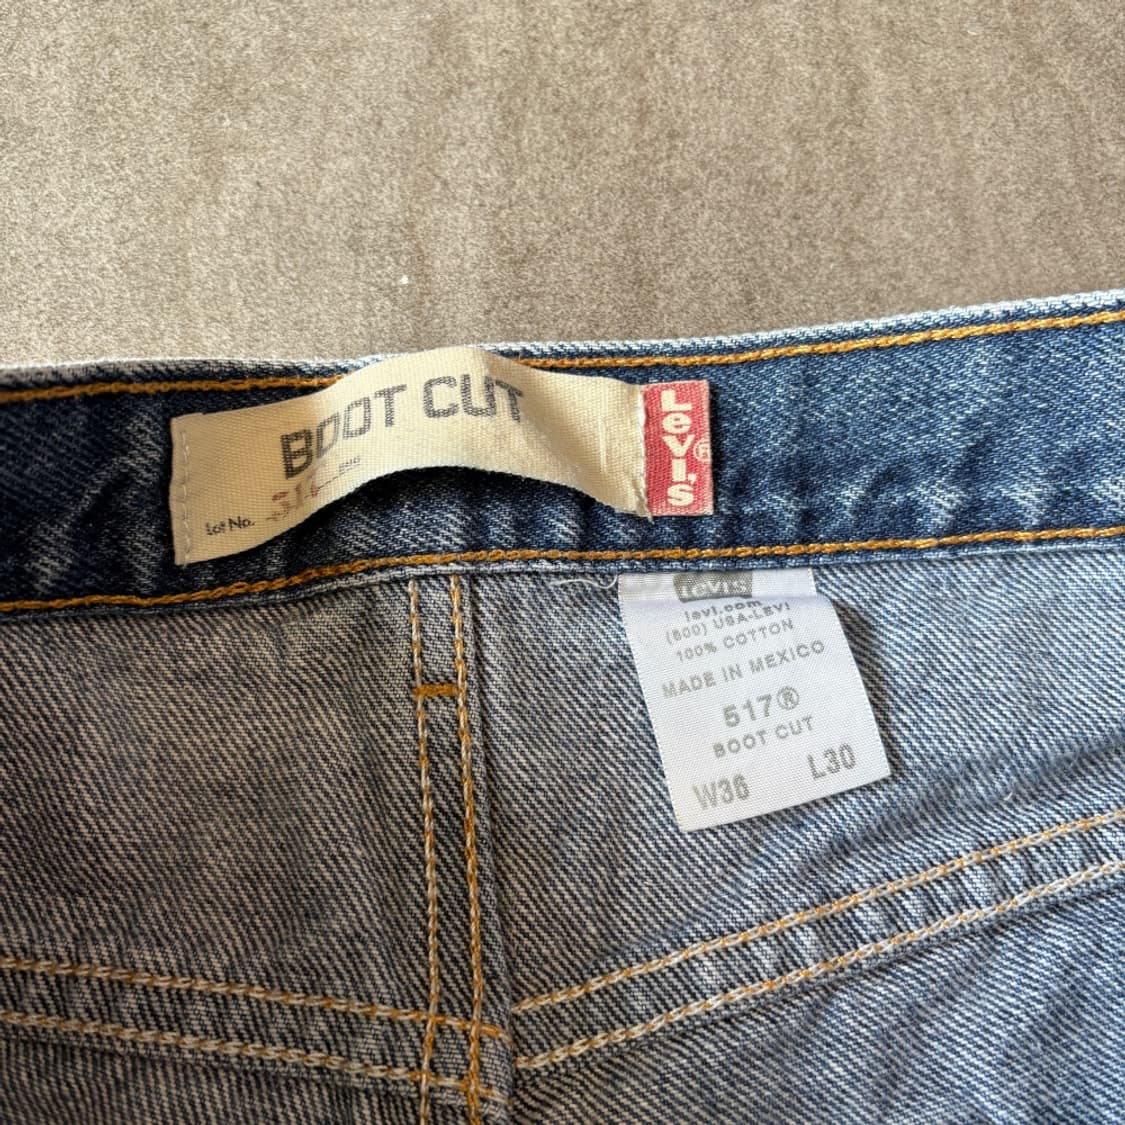 BOOT CUT
Lot No.
Levi's®
Levi's
levi.com
(800) USA-LEVI
100% COTTON
MADE IN MEXICO
517®
BOOT CUT
W36 L30